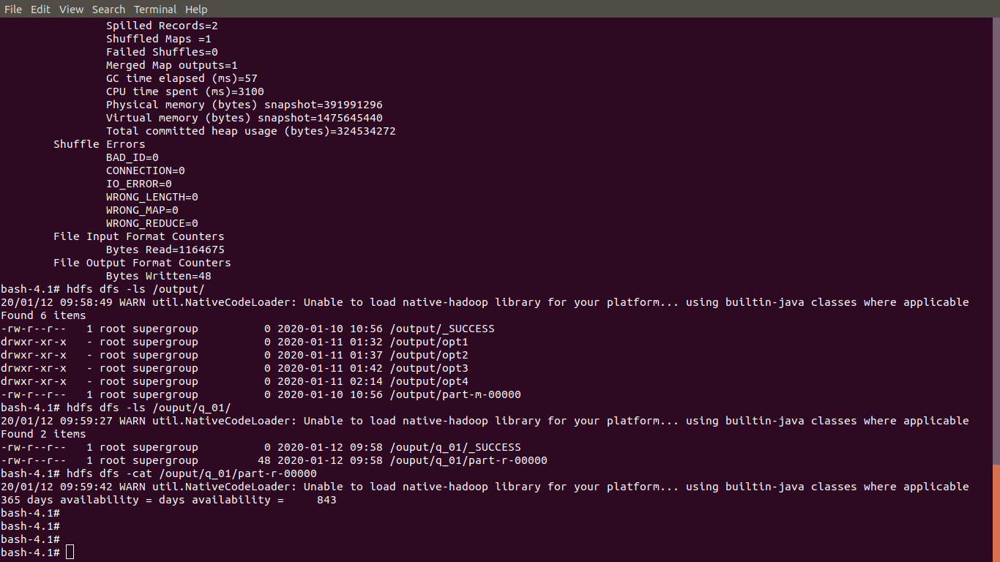 File Edit View Search Terminal Help
Spilled Records=2
Shuffled Maps =1
Failed Shuffles=0
Merged Map outputs=1
GC time elapsed (ms)=57
CPU time spent (ms)=3100
Physical memory (bytes) snapshot=391991296
Virtual memory (bytes) snapshot=1475645440
Total committed heap usage (bytes)=324534272
Shuffle Errors
BAD_ID=0
CONNECTION=0
IO_ERROR=0
WRONG_LENGTH=0
WRONG_MAP=0
WRONG_REDUCE=0
File Input Format Counters
Bytes Read=1164675
File Output Format Counters
Bytes Written=48
bash-4.1# hdfs dfs -ls /output/
20/01/12 09:58:49 WARN util.NativeCodeLoader: Unable to load native-hadoop library for your platform... using builtin-java classes where applicable
Found 6 items
-rw-r--r--   1 root supergroup          0 2020-01-10 10:56 /output/_SUCCESS
drwxr-xr-x   - root supergroup          0 2020-01-11 01:32 /output/opt1
drwxr-xr-x   - root supergroup          0 2020-01-11 01:37 /output/opt2
drwxr-xr-x   - root supergroup          0 2020-01-11 01:42 /output/opt3
drwxr-xr-x   - root supergroup          0 2020-01-11 02:14 /output/opt4
-rw-r--r--   1 root supergroup          0 2020-01-10 10:56 /output/part-m-00000
bash-4.1# hdfs dfs -ls /ouput/q_01/
20/01/12 09:59:27 WARN util.NativeCodeLoader: Unable to load native-hadoop library for your platform... using builtin-java classes where applicable
Found 2 items
-rw-r--r--   1 root supergroup          0 2020-01-12 09:58 /ouput/q_01/_SUCCESS
-rw-r--r--   1 root supergroup         48 2020-01-12 09:58 /ouput/q_01/part-r-00000
bash-4.1# hdfs dfs -cat /ouput/q_01/part-r-00000
20/01/12 09:59:42 WARN util.NativeCodeLoader: Unable to load native-hadoop library for your platform... using builtin-java classes where applicable
365 days availability = days availability =     843
bash-4.1#
bash-4.1#
bash-4.1#
bash-4.1#